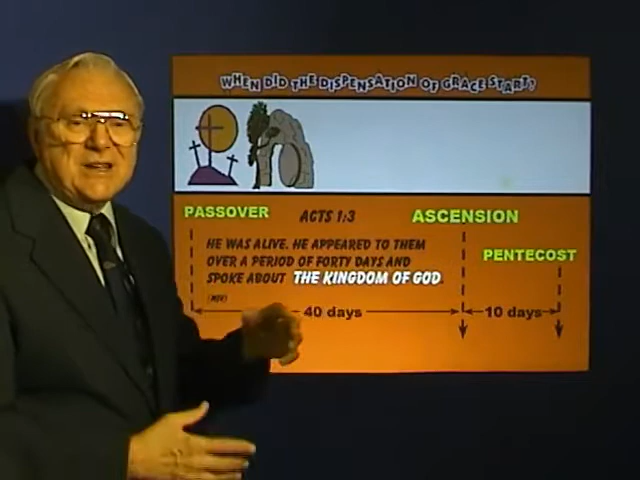 WHEN DID THE DISPENSATION OF GRACE START?
PASSOVER
ACTS 1:3
ASCENSION
HE WAS ALIVE. HE APPEARED TO THEM
OVER A PERIOD OF FORTY DAYS AND
SPOKE ABOUT THE KINGDOM OF GOD.
PENTECOST
40 days
10 days